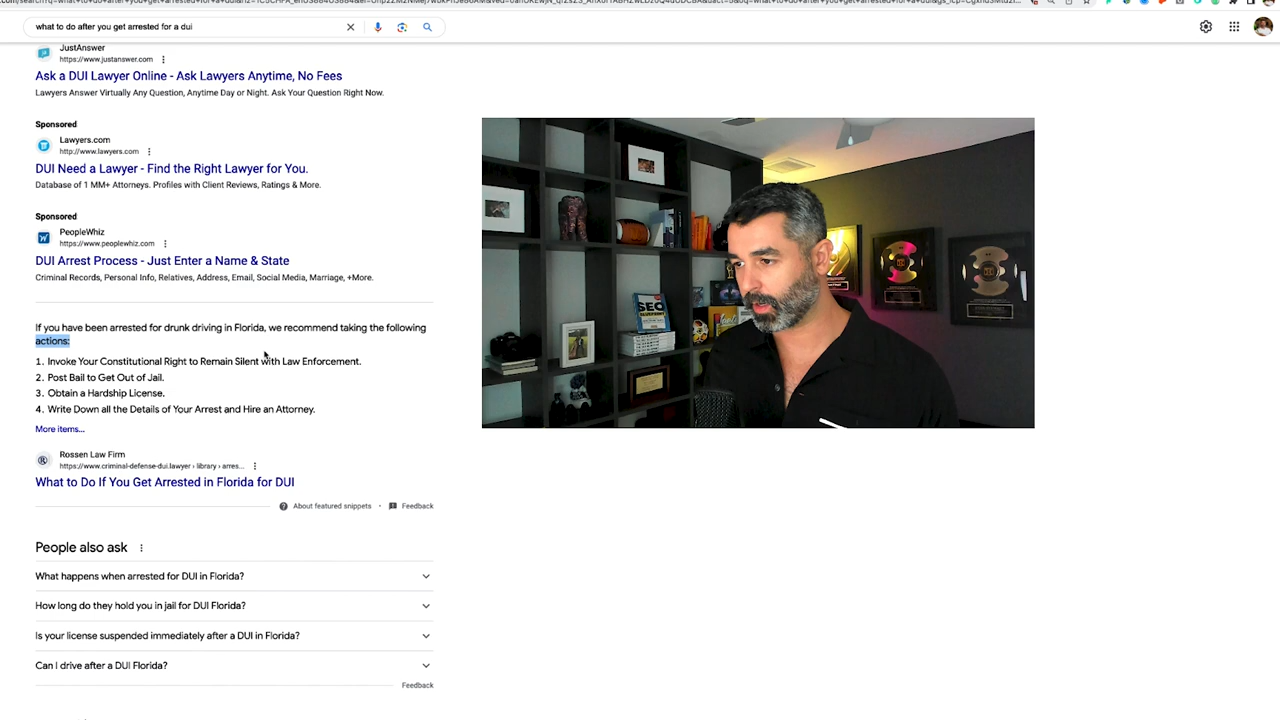 what to do after you get arrested for a dui
JustAnswer
https://www.justanswer.com
Ask a DUI Lawyer Online - Ask Lawyers Anytime, No Fees
Lawyers Answer Virtually Any Question, Anytime Day or Night. Ask Your Question Right Now.
Sponsored
Lawyers.com
http://www.lawyers.com
DUI Need a Lawyer - Find the Right Lawyer for You.
Database of 1 MM+ Attorneys. Profiles with Client Reviews, Ratings & More.
Sponsored
PeopleWhiz
https://www.peoplewhiz.com
DUI Arrest Process - Just Enter a Name & State
Criminal Records, Personal Info, Relatives, Address, Email, Social Media, Marriage, +More.
If you have been arrested for drunk driving in Florida, we recommend taking the following
actions:
1. Invoke Your Constitutional Right to Remain Silent with Law Enforcement.
2. Post Bail to Get Out of Jail.
3. Obtain a Hardship License.
4. Write Down all the Details of Your Arrest and Hire an Attorney.
More items...
Rossen Law Firm
https://www.criminal-defense-dui.lawyer › library › arres...
What to Do If You Get Arrested in Florida for DUI
About featured snippets • Feedback
People also ask
What happens when arrested for DUI in Florida?
How long do they hold you in jail for DUI Florida?
Is your license suspended immediately after a DUI in Florida?
Can I drive after a DUI Florida?
Feedback
SEO
BLUEPRINT